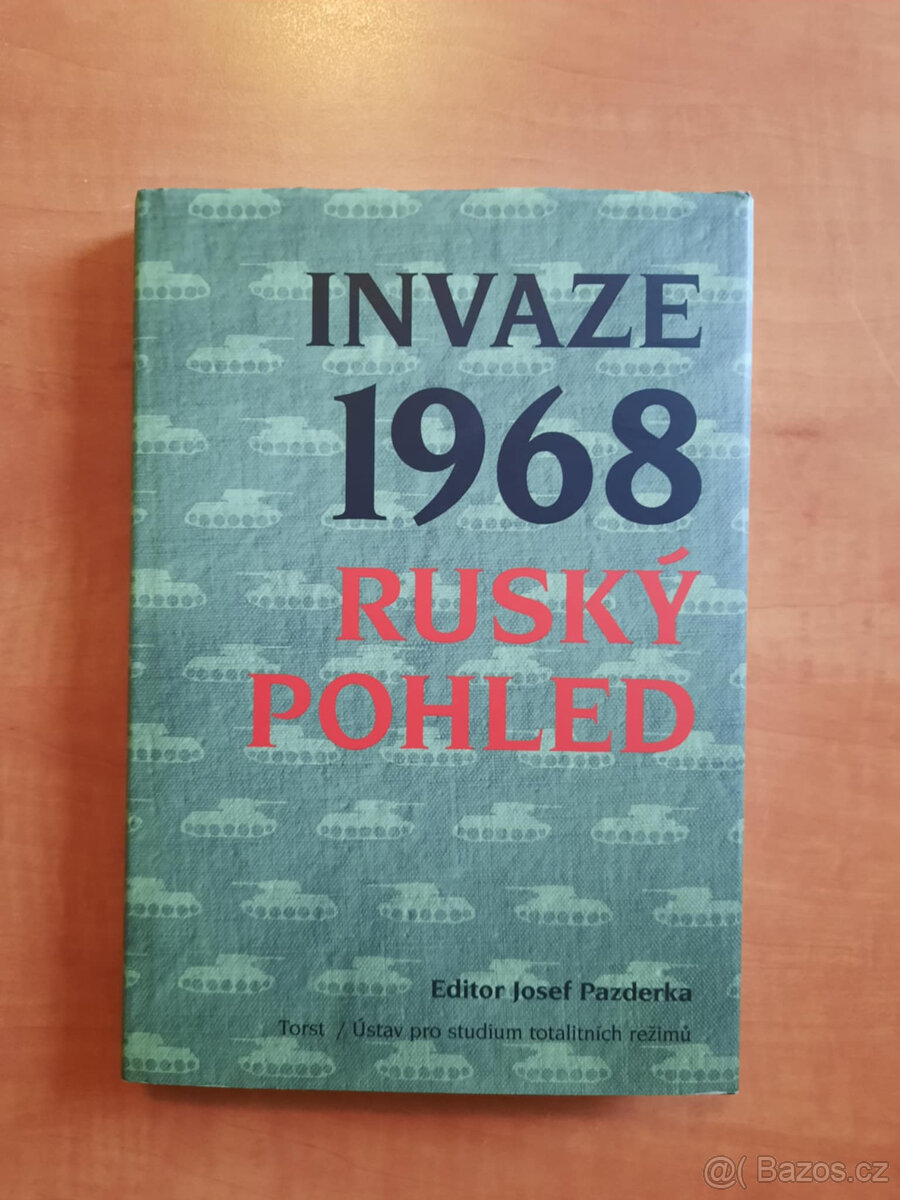 INVAZE
1968
RUSKÝ
POHLED
Editor Josef Pazderka
Torst / Ústav pro studium totalitních režimů
@( Bazos.cz